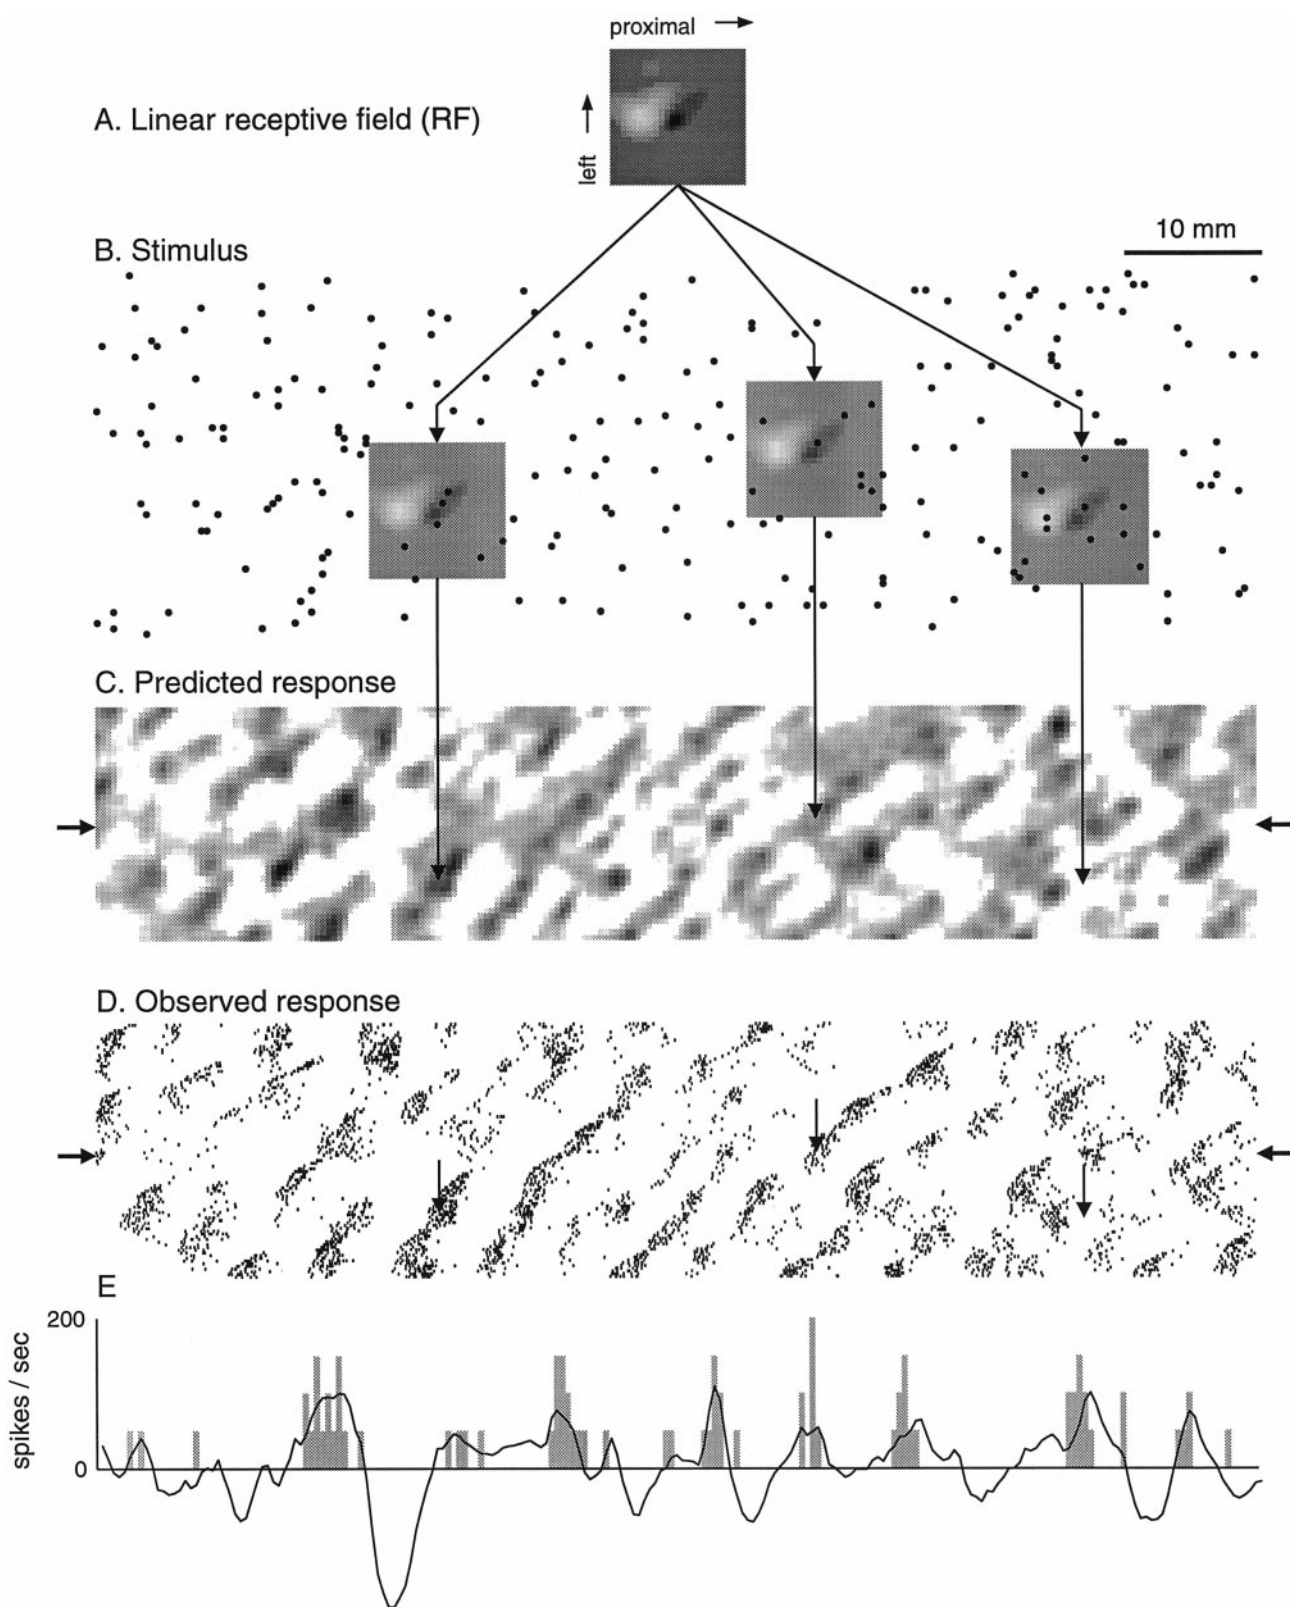 proximal
A. Linear receptive field (RF)
left
10 mm
B. Stimulus
C. Predicted response
D. Observed response
E
200
spikes / sec
0